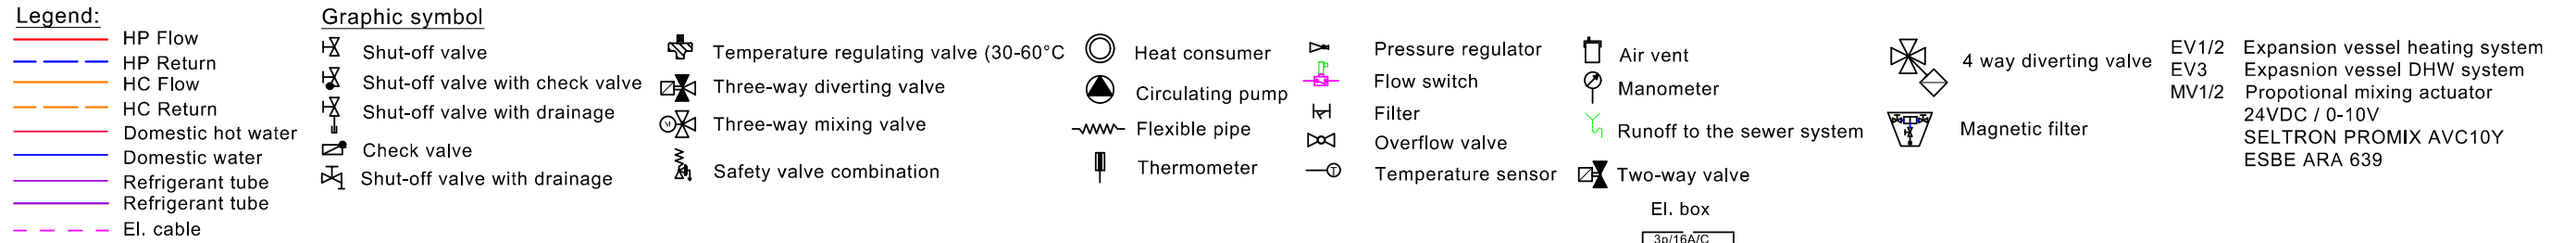 Legend:
HP Flow
HP Return
HC Flow
HC Return
Domestic hot water
Domestic water
Refrigerant tube
Refrigerant tube
El. cable
Graphic symbol
Shut-off valve
Shut-off valve with check valve
Shut-off valve with drainage
Check valve
Shut-off valve with drainage
Temperature regulating valve (30-60°C
Three-way diverting valve
M
Three-way mixing valve
Safety valve combination
Heat consumer
Circulating pump
Flexible pipe
Thermometer
Pressure regulator
Flow switch
Filter
Overflow valve
T
Temperature sensor
Air vent
Manometer
Runoff to the sewer system
Two-way valve
El. box
3p/16A/C
4 way diverting valve
Magnetic filter
EV1/2 Expansion vessel heating system
EV3 Expasnion vessel DHW system
MV1/2 Propotional mixing actuator
24VDC / 0-10V
SELTRON PROMIX AVC10Y
ESBE ARA 639